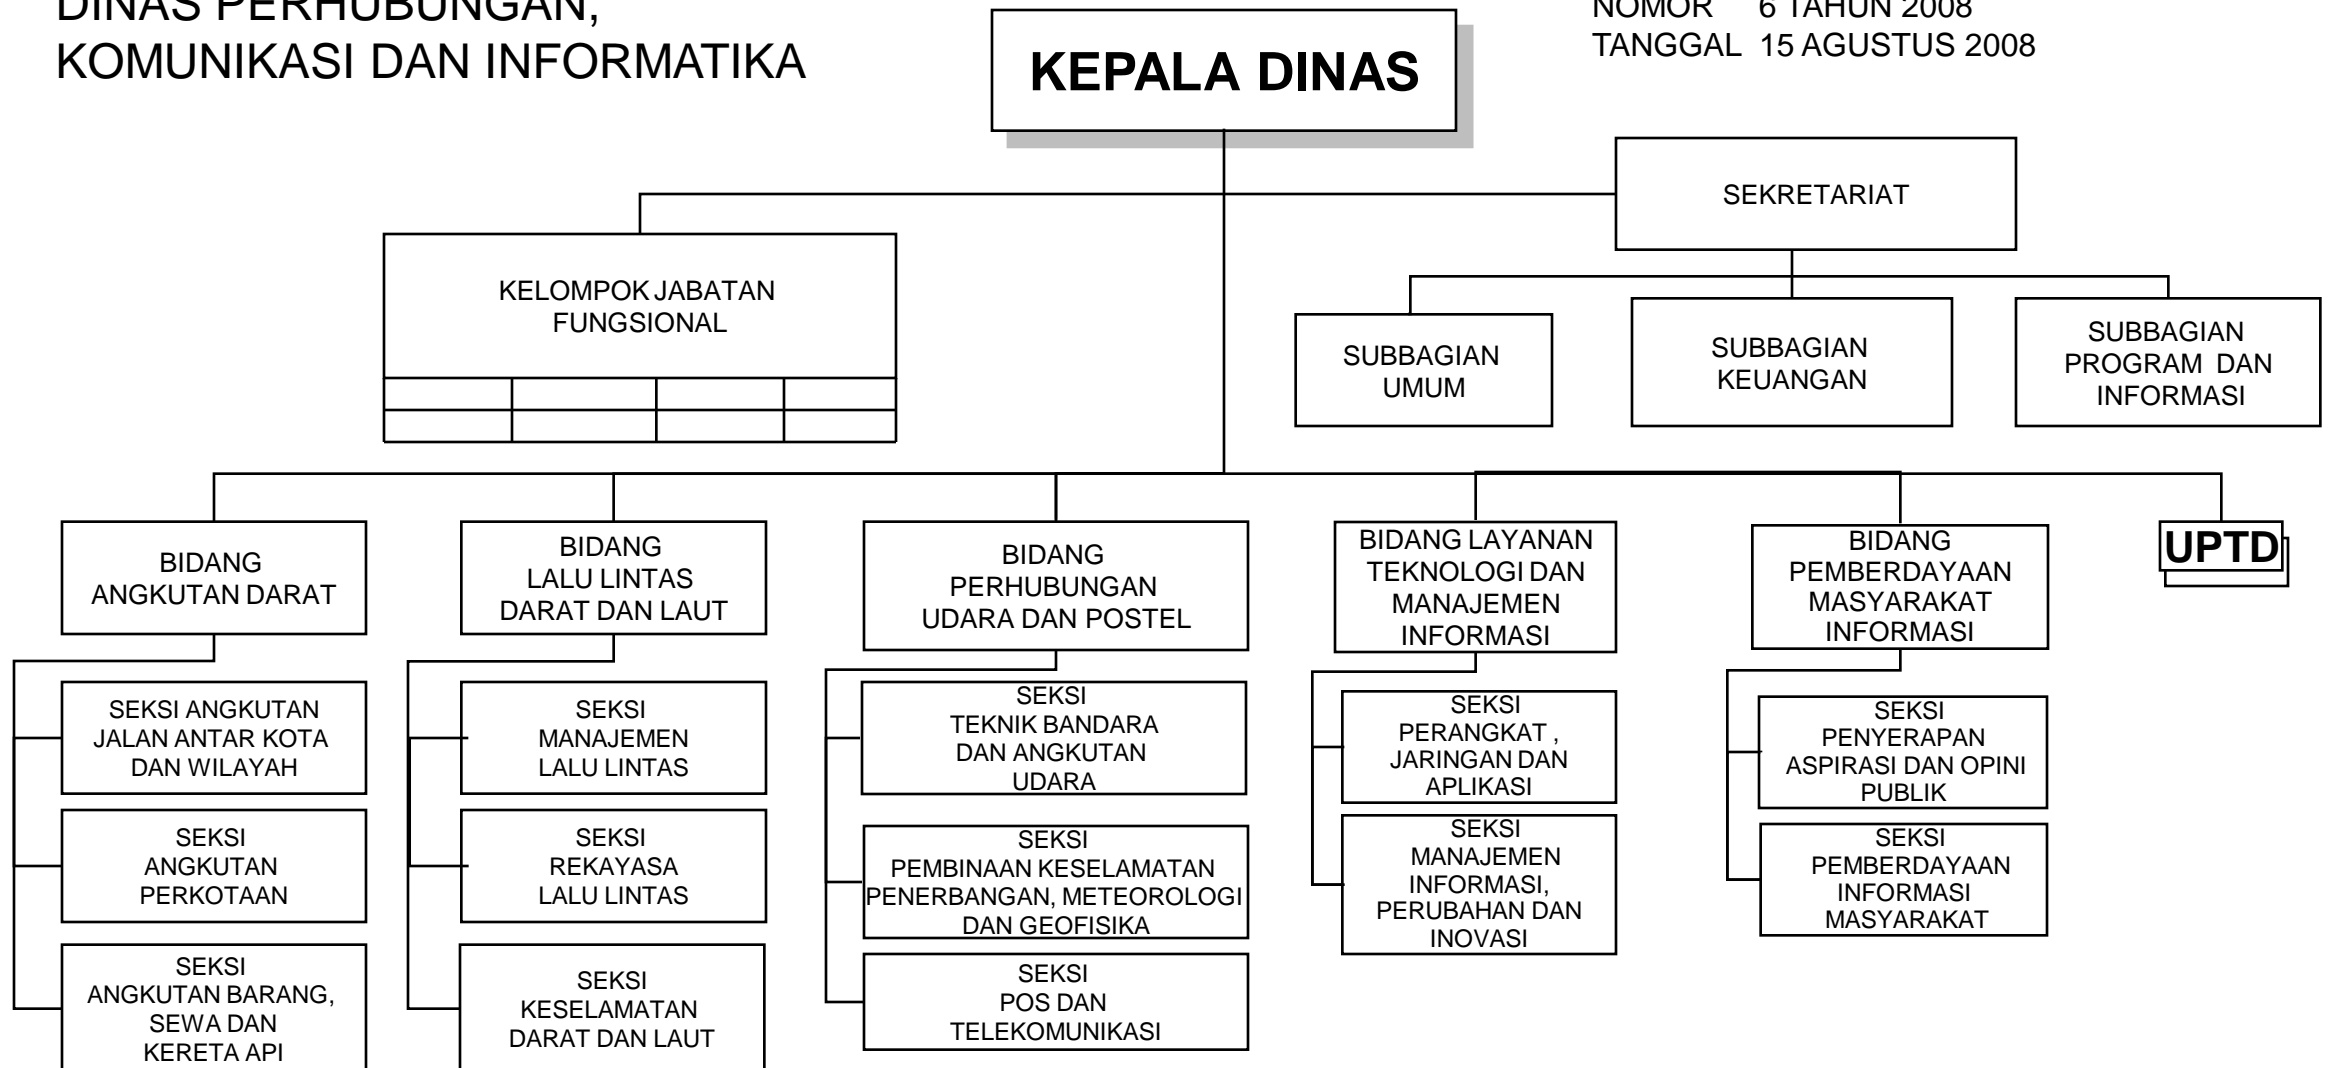 DINAS PERHUBUNGAN,
KOMUNIKASI DAN INFORMATIKA
NOMOR 6 TAHUN 2008
TANGGAL 15 AGUSTUS 2008
KEPALA DINAS
SEKRETARIAT
KELOMPOK JABATAN
FUNGSIONAL
SUBBAGIAN
UMUM
SUBBAGIAN
KEUANGAN
SUBBAGIAN
PROGRAM DAN
INFORMASI
BIDANG
ANGKUTAN DARAT
BIDANG
LALU LINTAS
DARAT DAN LAUT
BIDANG
PERHUBUNGAN
UDARA DAN POSTEL
BIDANG LAYANAN
TEKNOLOGI DAN
MANAJEMEN
INFORMASI
BIDANG
PEMBERDAYAAN
MASYARAKAT
INFORMASI
UPTD
SEKSI ANGKUTAN
JALAN ANTAR KOTA
DAN WILAYAH
SEKSI
MANAJEMEN
LALU LINTAS
SEKSI
TEKNIK BANDARA
DAN ANGKUTAN
UDARA
SEKSI
PERANGKAT ,
JARINGAN DAN
APLIKASI
SEKSI
PENYERAPAN
ASPIRASI DAN OPINI
PUBLIK
SEKSI
ANGKUTAN
PERKOTAAN
SEKSI
REKAYASA
LALU LINTAS
SEKSI
PEMBINAAN KESELAMATAN
PENERBANGAN, METEOROLOGI
DAN GEOFISIKA
SEKSI
MANAJEMEN
INFORMASI,
PERUBAHAN DAN
INOVASI
SEKSI
PEMBERDAYAAN
INFORMASI
MASYARAKAT
SEKSI
ANGKUTAN BARANG,
SEWA DAN
KERETA API
SEKSI
KESELAMATAN
DARAT DAN LAUT
SEKSI
POS DAN
TELEKOMUNIKASI